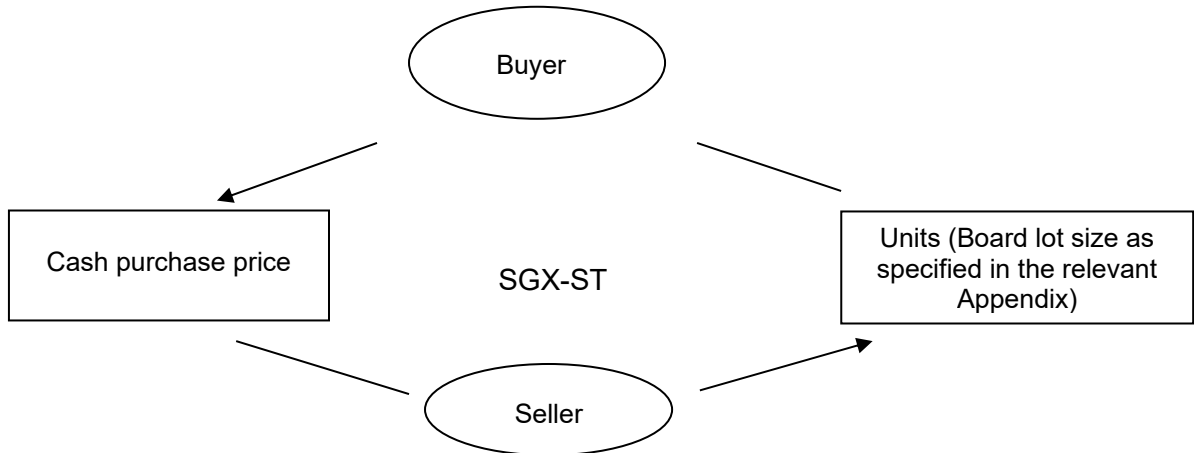 Buyer
Cash purchase price
SGX-ST
Units (Board lot size as
specified in the relevant
Appendix)
Seller